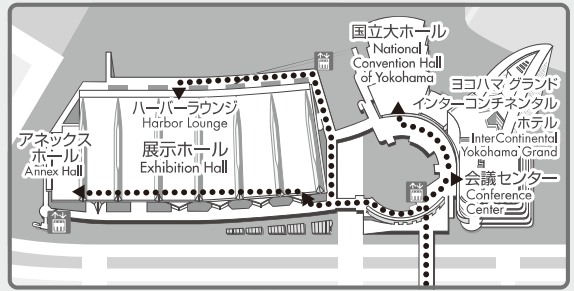 国立大ホール
National
Convention Hall
of Yokohama
ヨコハマ グランド
インターコンチネンタル
ホテル
InterContinental
Yokohama Grand
ハーバーラウンジ
Harbor Lounge
アネックス
ホール
Annex Hall
展示ホール
Exhibition Hall
会議センター
Conference
Center